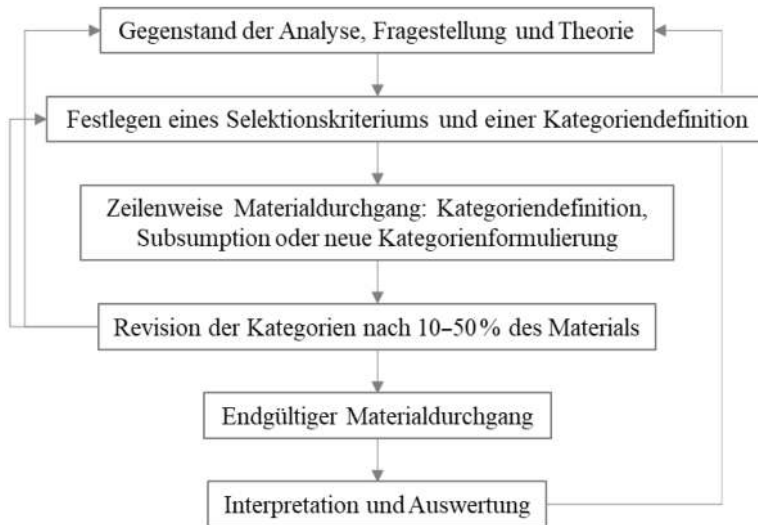 Gegenstand der Analyse, Fragestellung und Theorie
Festlegen eines Selektionskriteriums und einer Kategoriendefinition
Zeilenweise Materialdurchgang: Kategoriendefinition,
Subsumption oder neue Kategorienformulierung
Revision der Kategorien nach 10–50% des Materials
Endgültiger Materialdurchgang
Interpretation und Auswertung